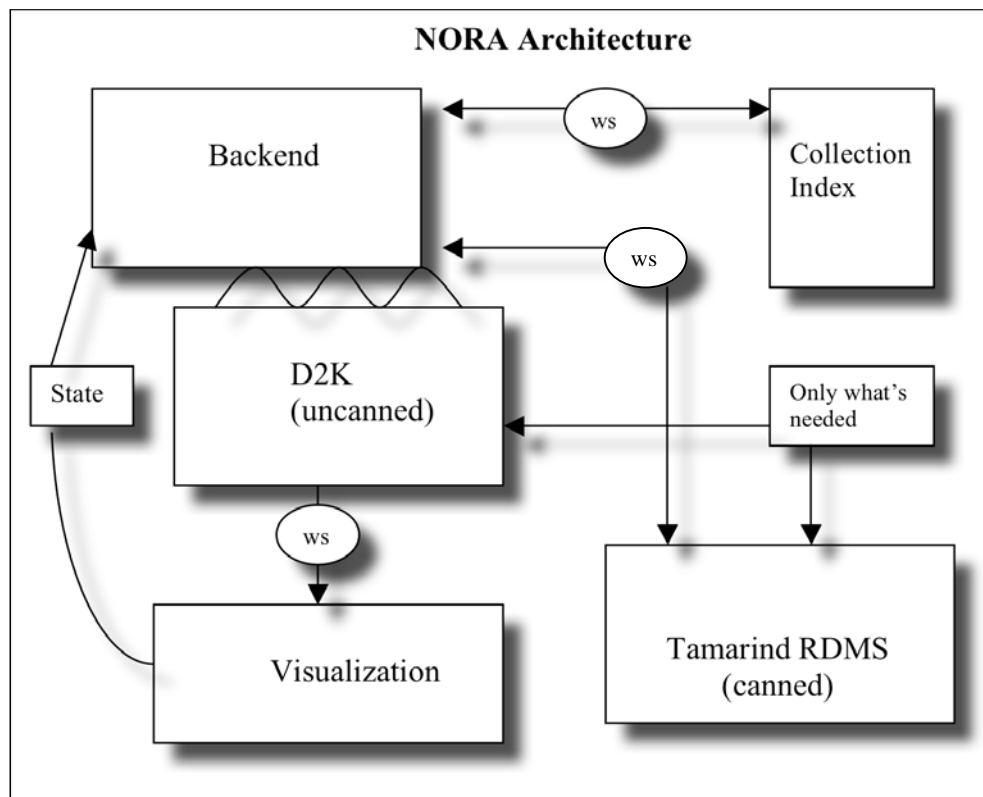 NORA Architecture
Backend
ws
Collection
Index
ws
D2K
(uncanned)
State
Only what's
needed
ws
Visualization
Tamarind RDMS
(canned)